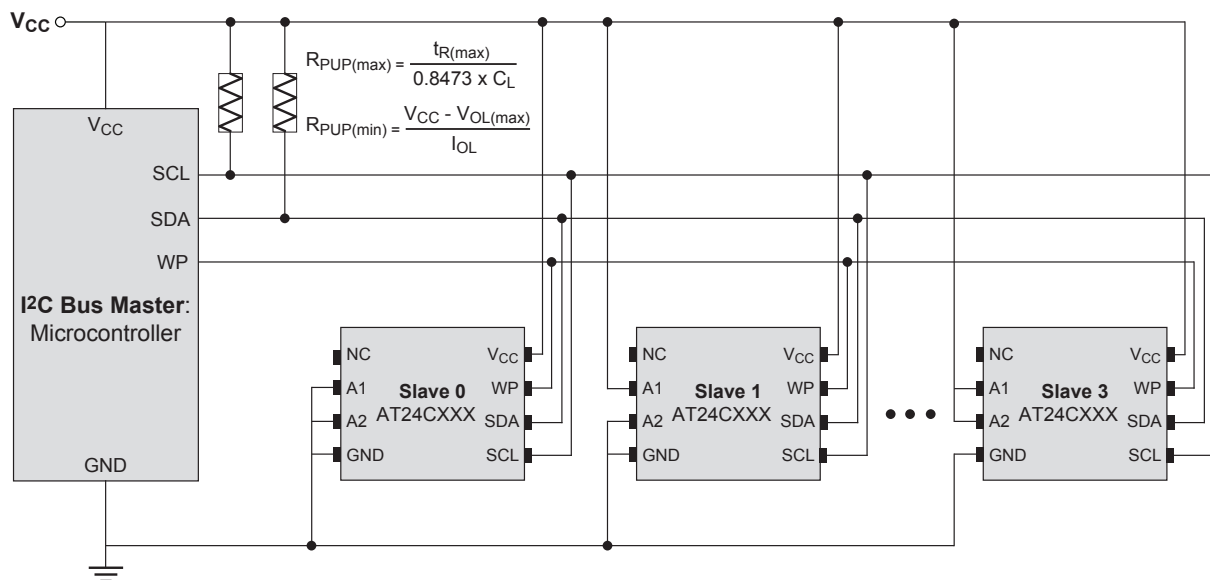 VCC
RPUP(max) = tR(max) / 0.8473 x CL
RPUP(min) = VCC - VOL(max) / IOL
VCC
SCL
SDA
WP
I2C Bus Master:
Microcontroller
GND
NC
A1
A2
GND
Slave 0
AT24CXXX
VCC
WP
SDA
SCL
NC
A1
A2
GND
Slave 1
AT24CXXX
VCC
WP
SDA
SCL
NC
A1
A2
GND
Slave 3
AT24CXXX
VCC
WP
SDA
SCL